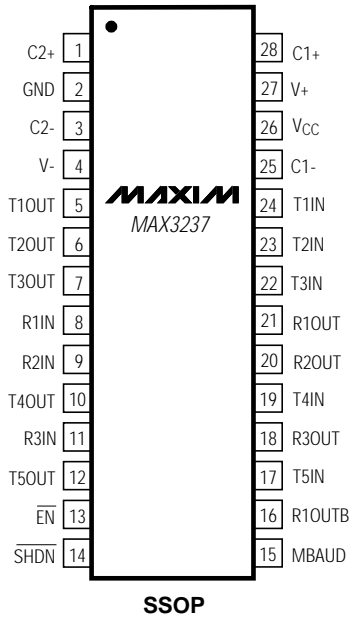 C2+ 1 28 C1+
GND 2 27 V+
C2- 3 26 VCC
V- 4 25 C1-
T1OUT 5 MAXIM 24 T1IN
MAX3237
T2OUT 6 23 T2IN
T3OUT 7 22 T3IN
R1IN 8 21 R1OUT
R2IN 9 20 R2OUT
T4OUT 10 19 T4IN
R3IN 11 18 R3OUT
T5OUT 12 17 T5IN
EN 13 16 R1OUTB
SHDN 14 15 MBAUD
SSOP